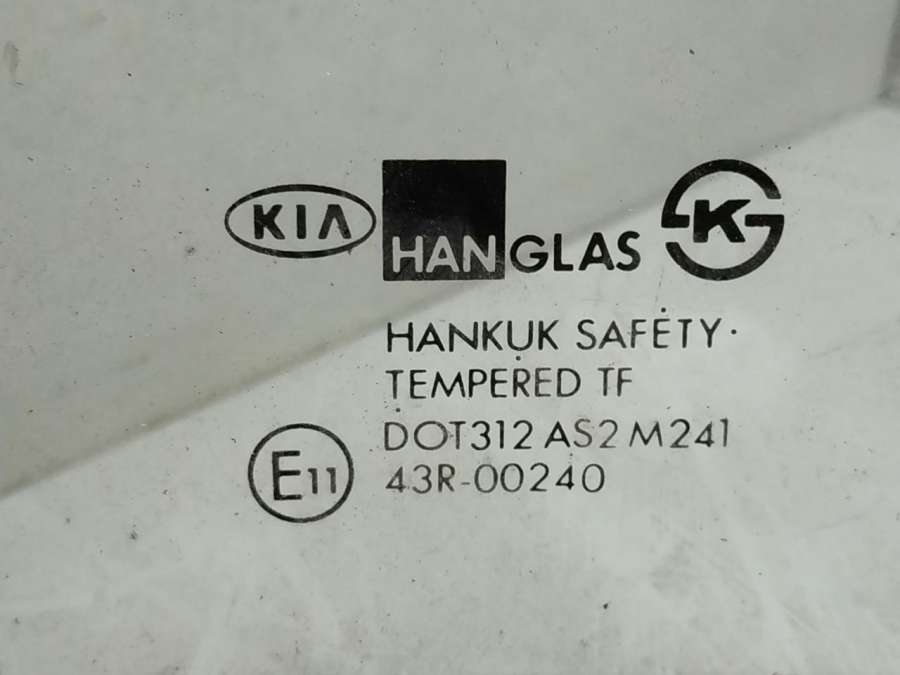 KIA HANGLAS K
HANKUK SAFETY
TEMPERED TF
DOT312 AS2 M241
E11 43R-00240